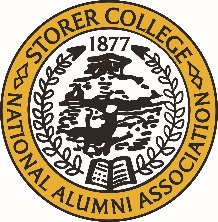 STORER COLLEGE
1877
NATIONAL ALUMNI ASSOCIATION